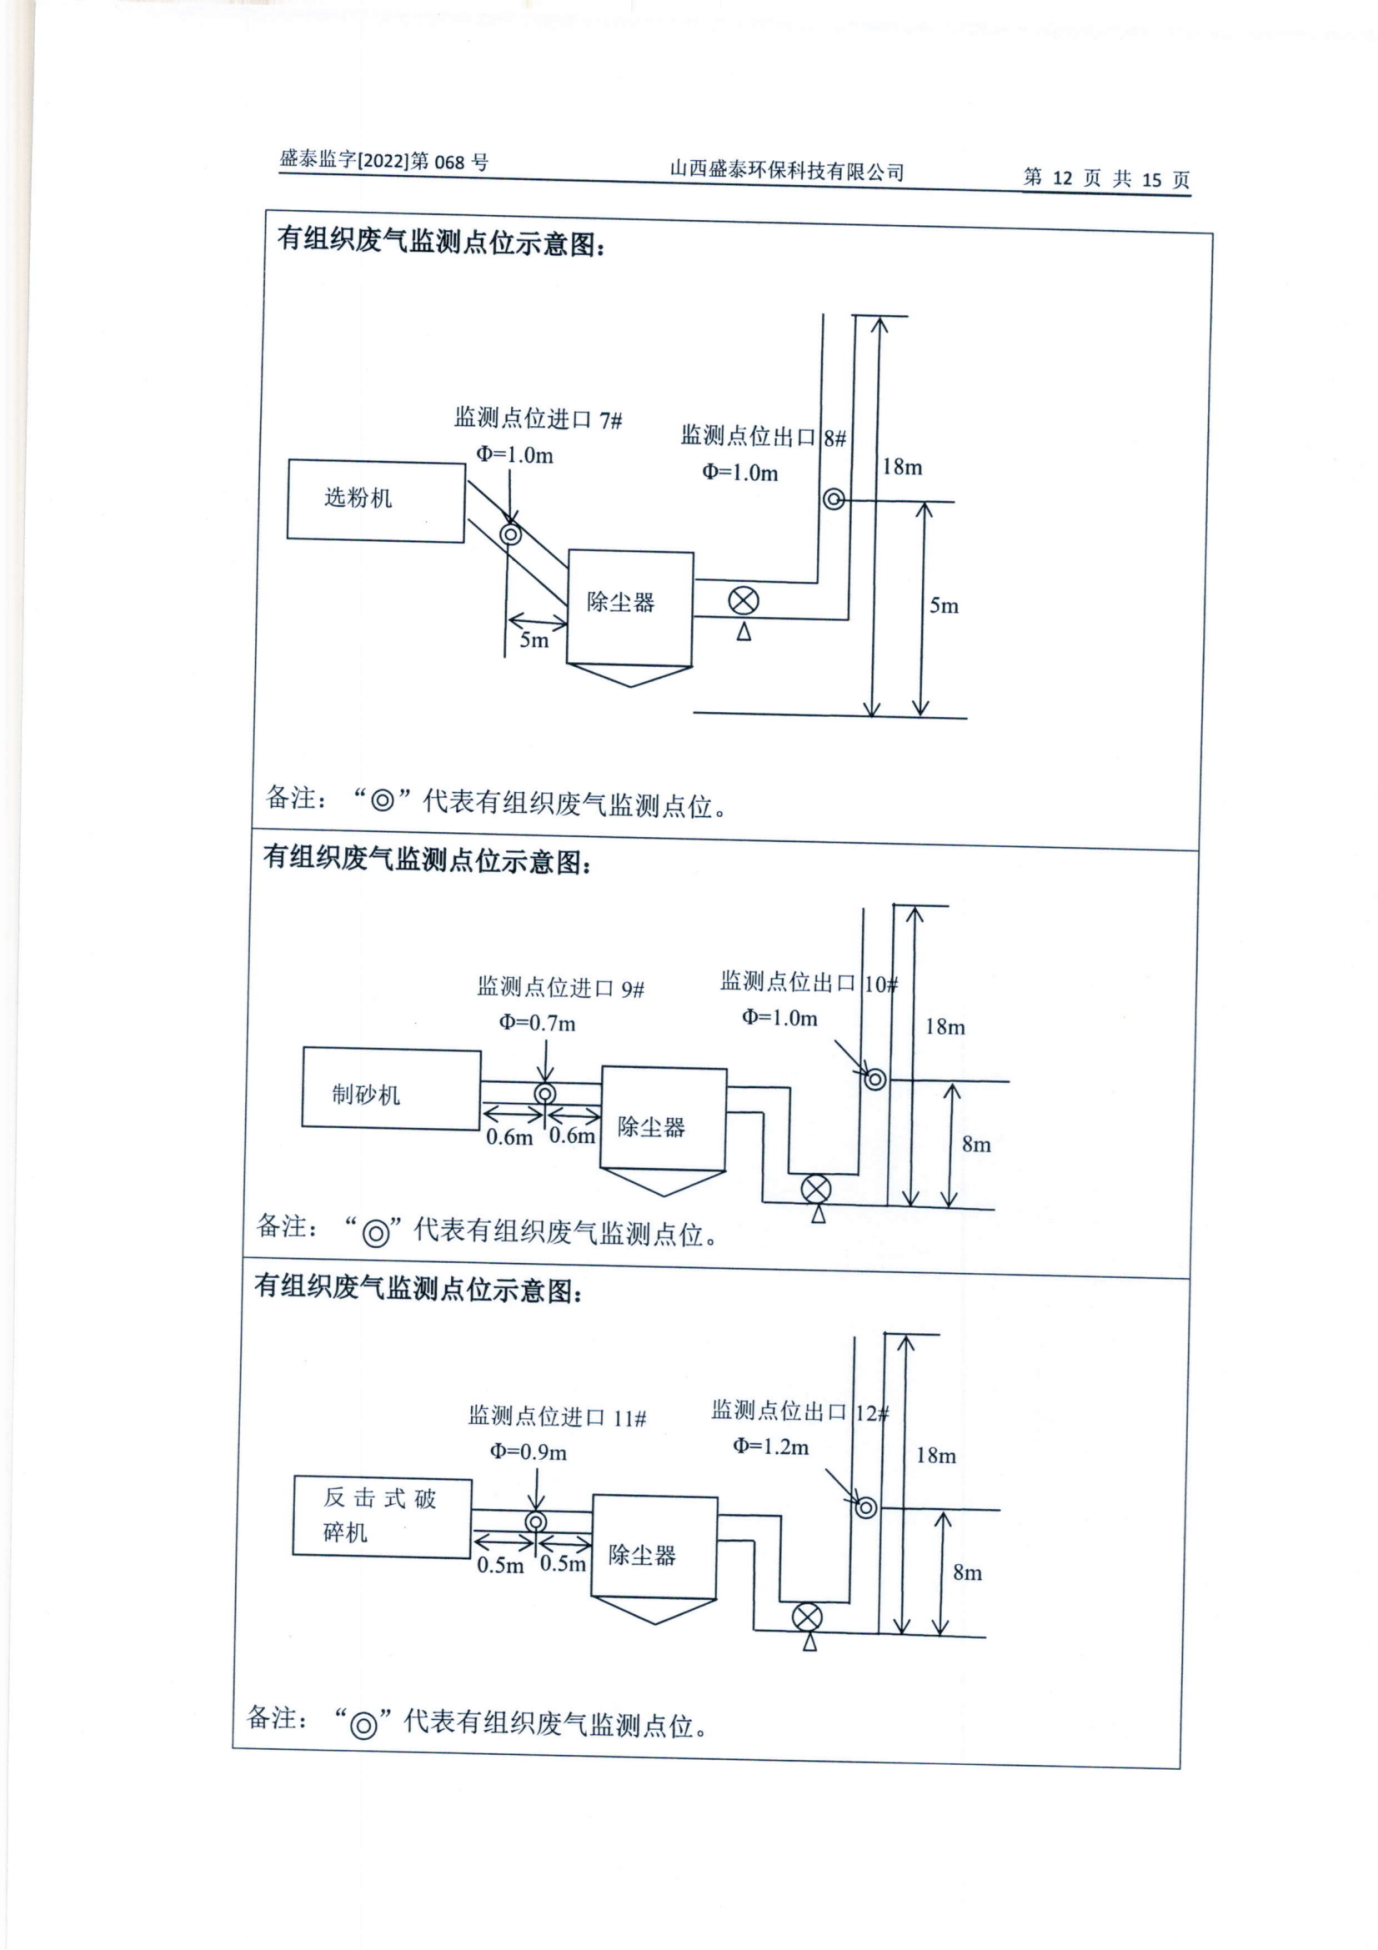 盛泰监字[2022]第 068 号 山西盛泰环保科技有限公司 第 12 页 共 15 页
有组织废气监测点位示意图：
监测点位进口 7#
Φ=1.0m
监测点位出口 8#
Φ=1.0m
18m
选粉机
除尘器
5m
5m
备注： “◎”代表有组织废气监测点位。
有组织废气监测点位示意图：
监测点位进口 9#
Φ=0.7m
监测点位出口 10#
Φ=1.0m
18m
制砂机
0.6m
0.6m
除尘器
8m
备注： “◎”代表有组织废气监测点位。
有组织废气监测点位示意图：
监测点位进口 11#
Φ=0.9m
监测点位出口 12#
Φ=1.2m
18m
反击式破
碎机
0.5m
0.5m
除尘器
8m
备注： “◎”代表有组织废气监测点位。